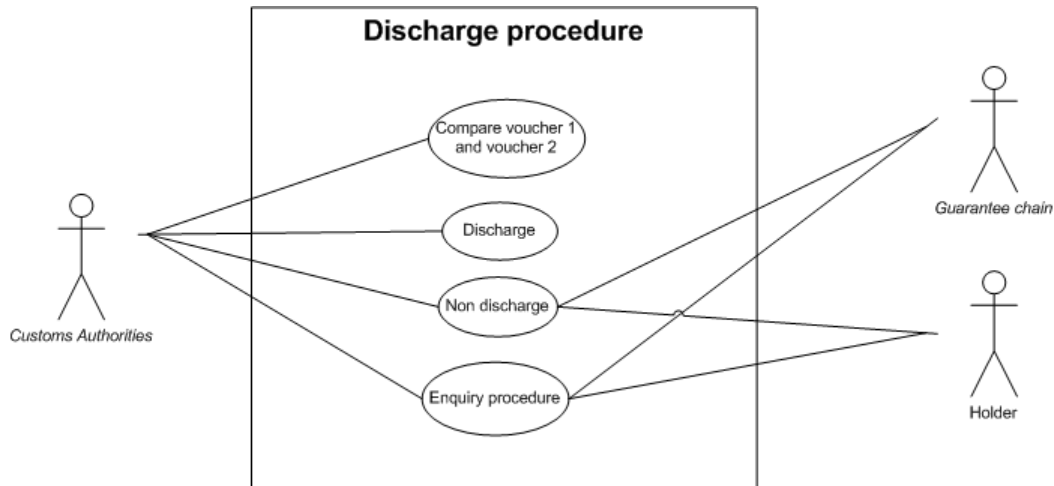 Discharge procedure
Compare voucher 1
and voucher 2
Guarantee chain
Discharge
Non discharge
Customs Authorities
Enquiry procedure
Holder